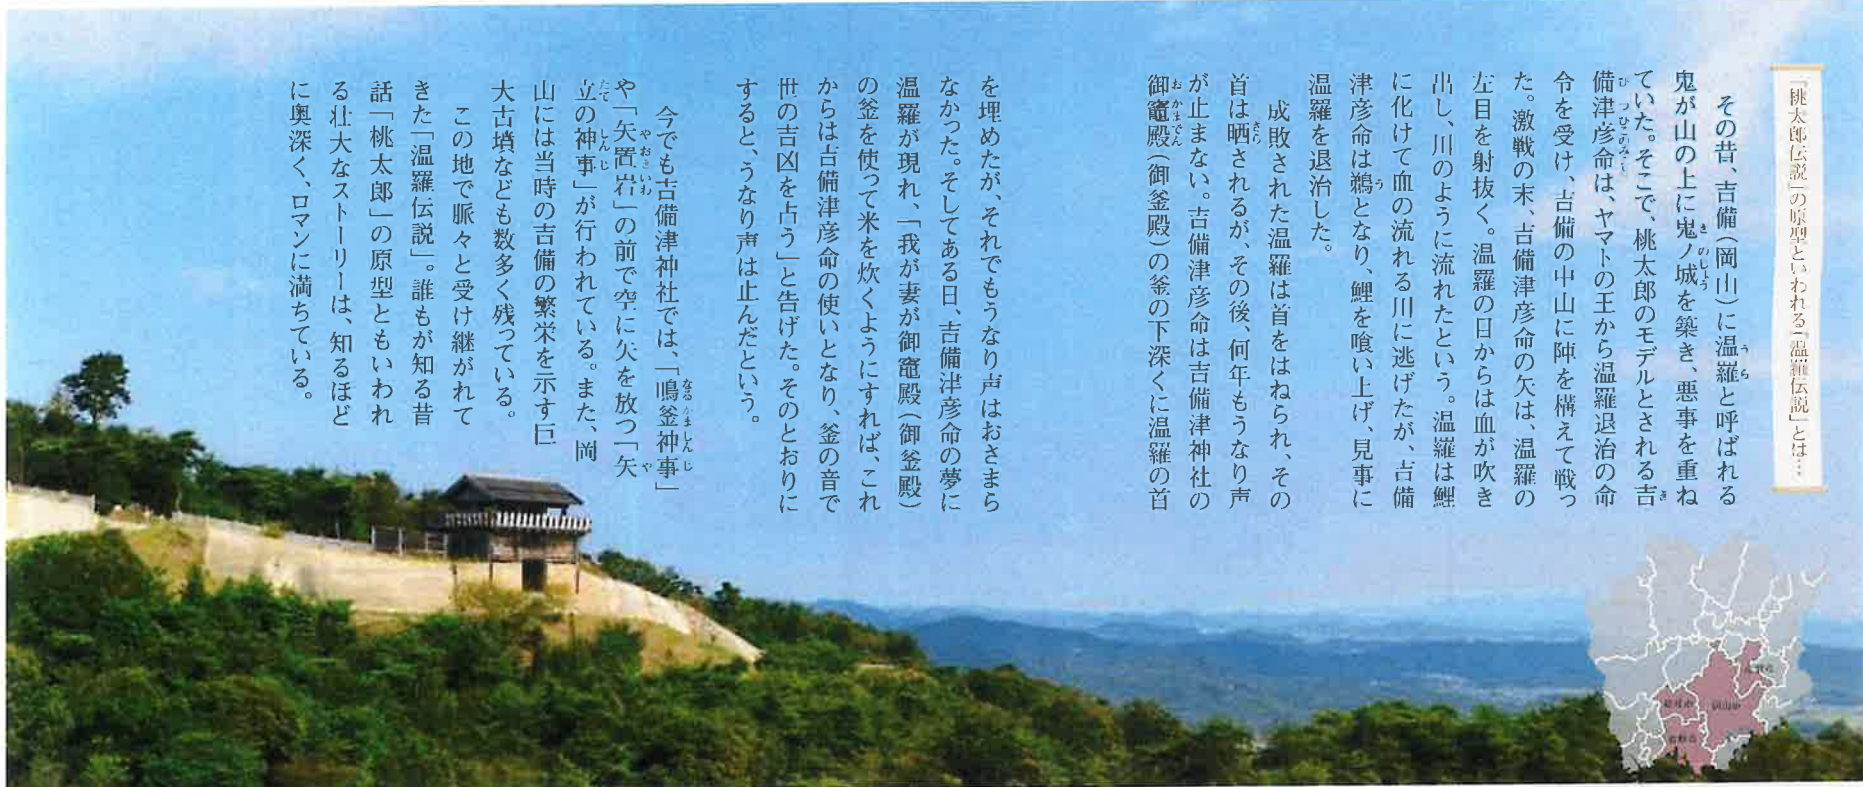 「桃太郎伝説」の原型といわれる「温羅伝説」とは…
その昔、吉備(岡山)に温羅と呼ばれる
鬼が山の上に鬼ノ城を築き、悪事を重ね
ていた。そこで、桃太郎のモデルとされる吉
備津彦命は、ヤマトの王から温羅退治の命
令を受け、吉備の中山に陣を構えて戦っ
た。激戦の末、吉備津彦命の矢は、温羅の
左目を射抜く。温羅の目からは血が吹き
出し、川のように流れたという。温羅は鯉
に化けて血の流れる川に逃げたが、吉備
津彦命は鵜となり、鯉を喰い上げ、見事に
温羅を退治した。
成敗された温羅は首をはねられ、その
首は晒されるが、その後、何年もうなり声
が止まない。吉備津彦命は吉備津神社の
御竈殿(御釜殿)の釜の下深くに温羅の首
を埋めたが、それでもうなり声はおさまら
なかった。そしてある日、吉備津彦命の夢に
温羅が現れ、「我が妻が御竈殿(御釜殿)
の釜を使って米を炊くようにすれば、これ
からは吉備津彦命の使いとなり、釜の音で
世の吉凶を占う」と告げた。そのとおりに
すると、うなり声は止んだという。
今でも吉備津神社では、「鳴釜神事」
や「矢置岩」の前で空に矢を放つ「矢
立の神事」が行われている。また、岡
山には当時の吉備の繁栄を示す巨
大古墳なども数多く残っている。
この地で脈々と受け継がれて
きた「温羅伝説」。誰もが知る昔
話「桃太郎」の原型ともいわれ
る壮大なストーリーは、知るほど
に奥深く、ロマンに満ちている。
岡山市